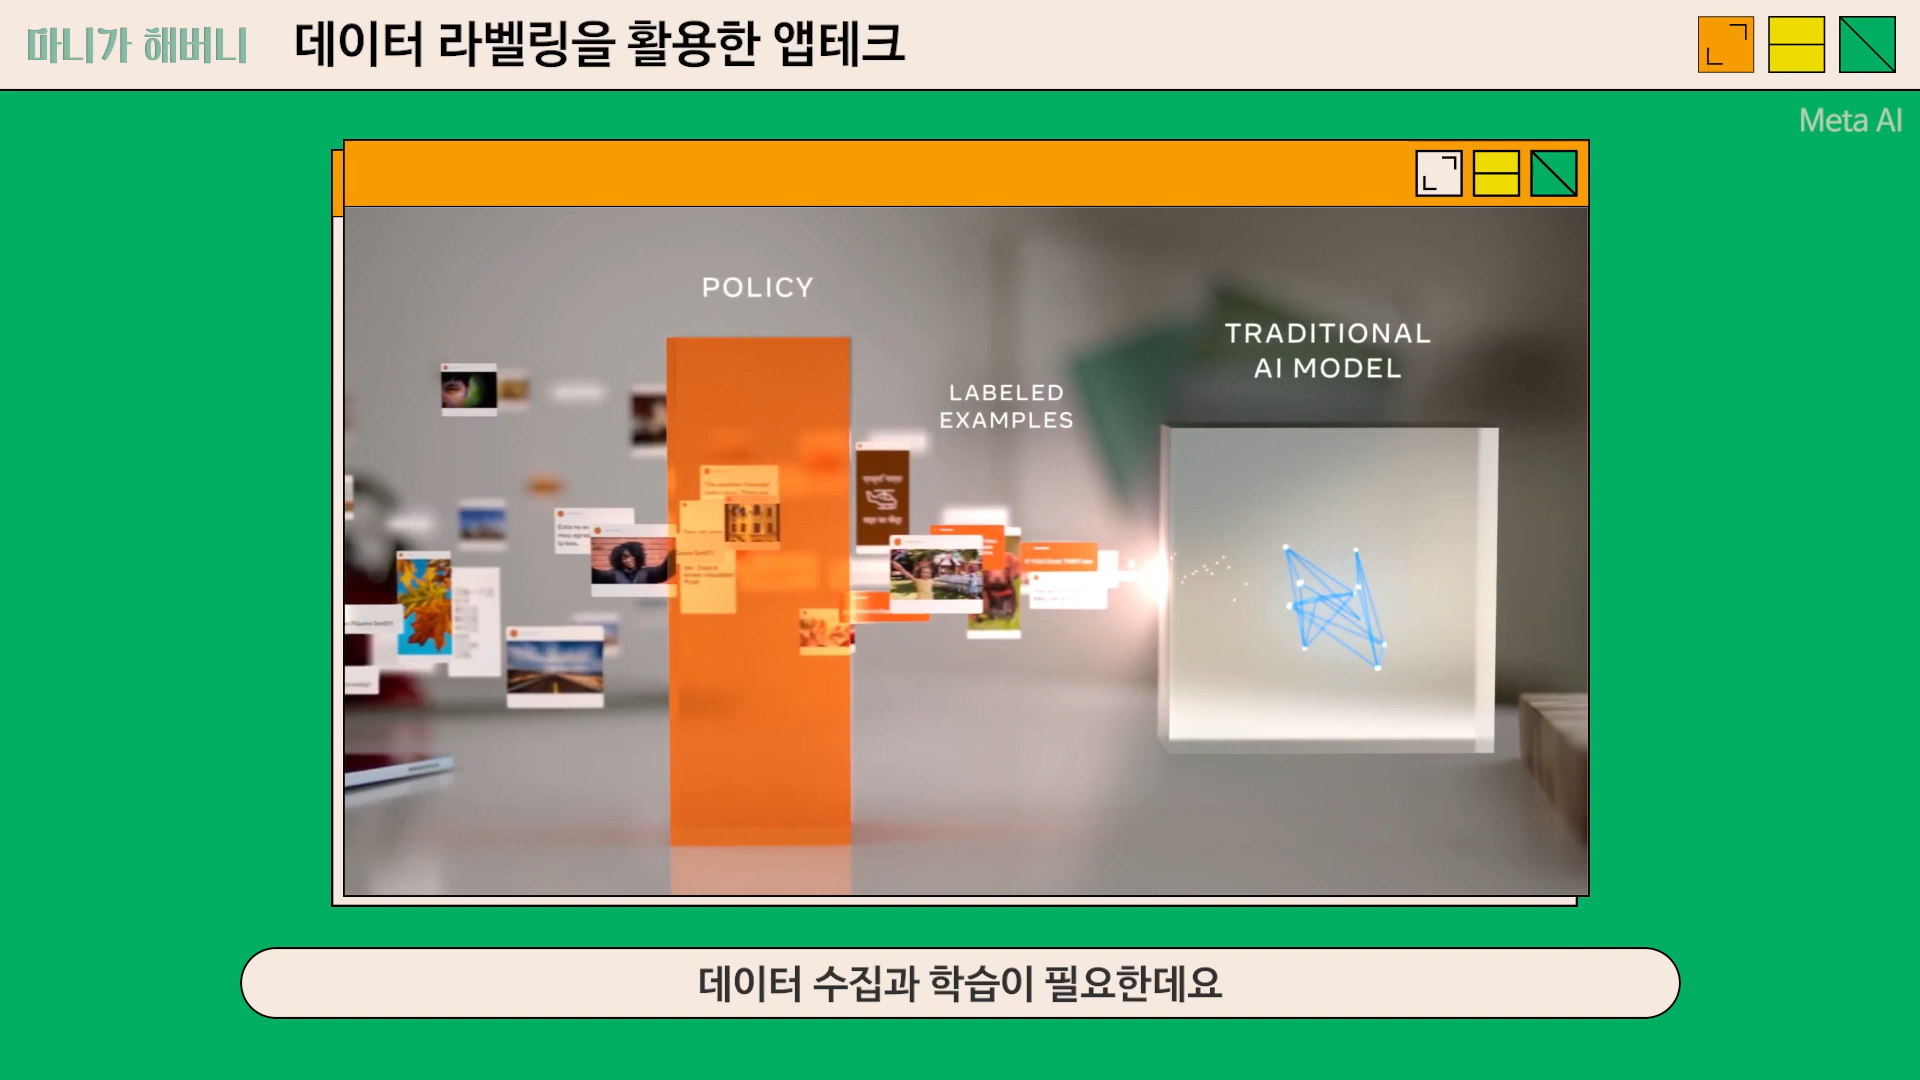 마니가 해버니
데이터 라벨링을 활용한 앱테크
Meta AI
POLICY
TRADITIONAL
AI MODEL
LABELED
EXAMPLES
데이터 수집과 학습이 필요한데요